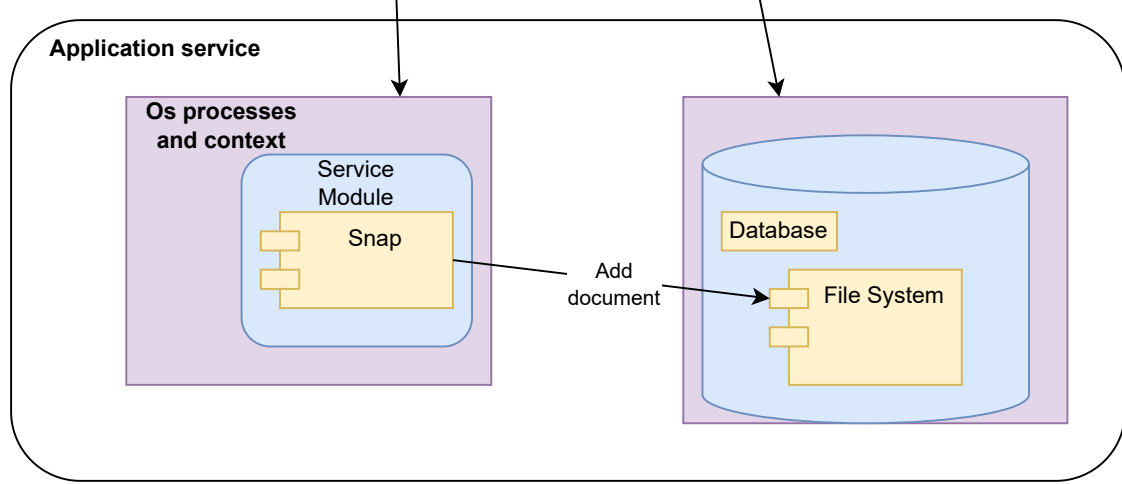 Application service
Os processes
and context
Service
Module
Snap
Add
document
Database
File System